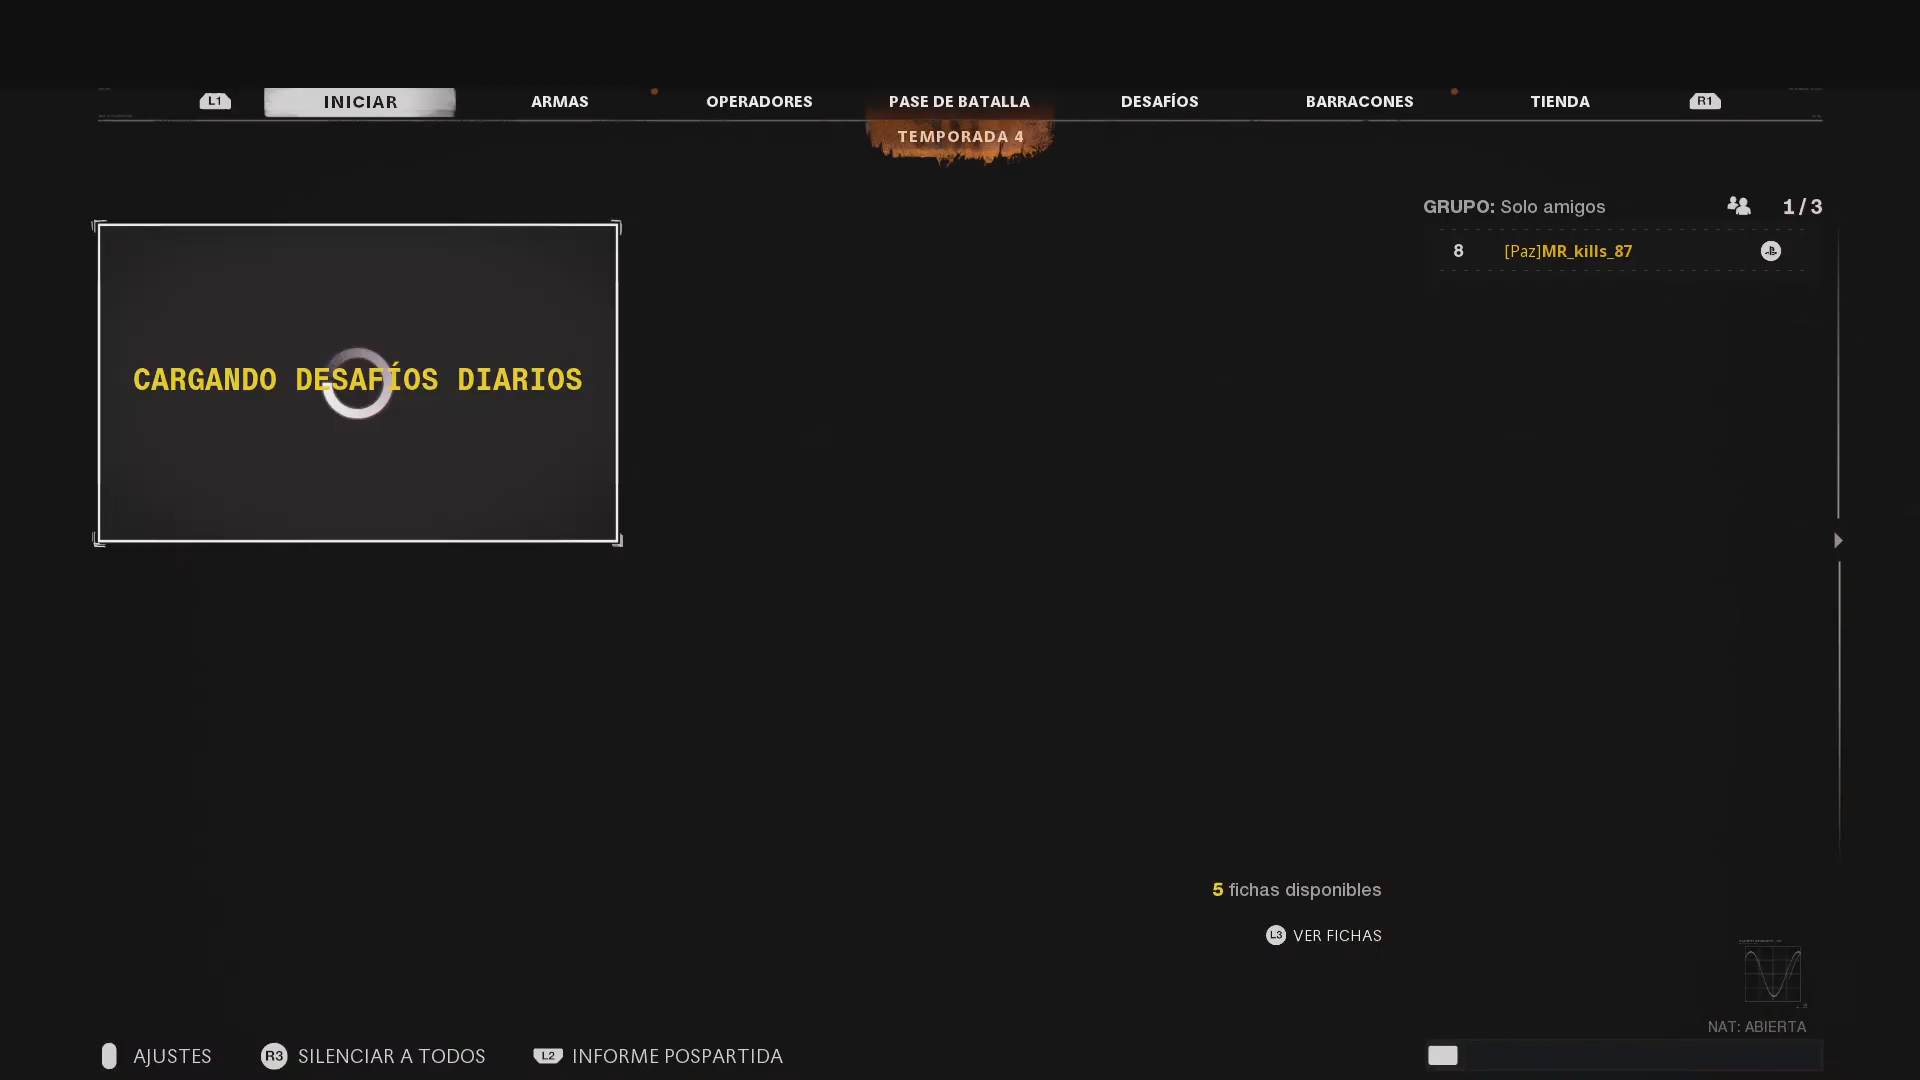 L1 INICIAR ARMAS OPERADORES PASE DE BATALLA DESAFÍOS BARRACONES TIENDA R1
TEMPORADA 4
GRUPO: Solo amigos 1/3
8 [Paz]MR_kills_87
CARGANDO DESAFÍOS DIARIOS
5 fichas disponibles
L3 VER FICHAS
NAT: ABIERTA
AJUSTES R3 SILENCIAR A TODOS L2 INFORME POSPARTIDA